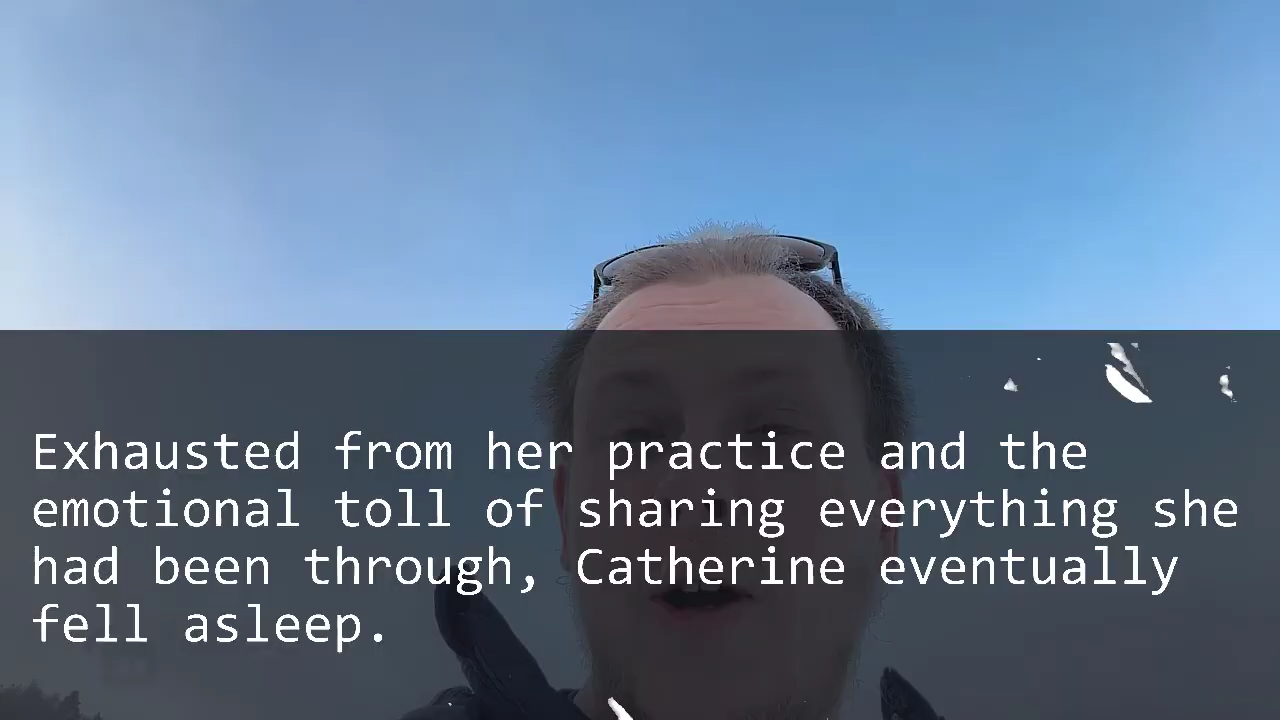 Exhausted from her practice and the
emotional toll of sharing everything she
had been through, Catherine eventually
fell asleep.